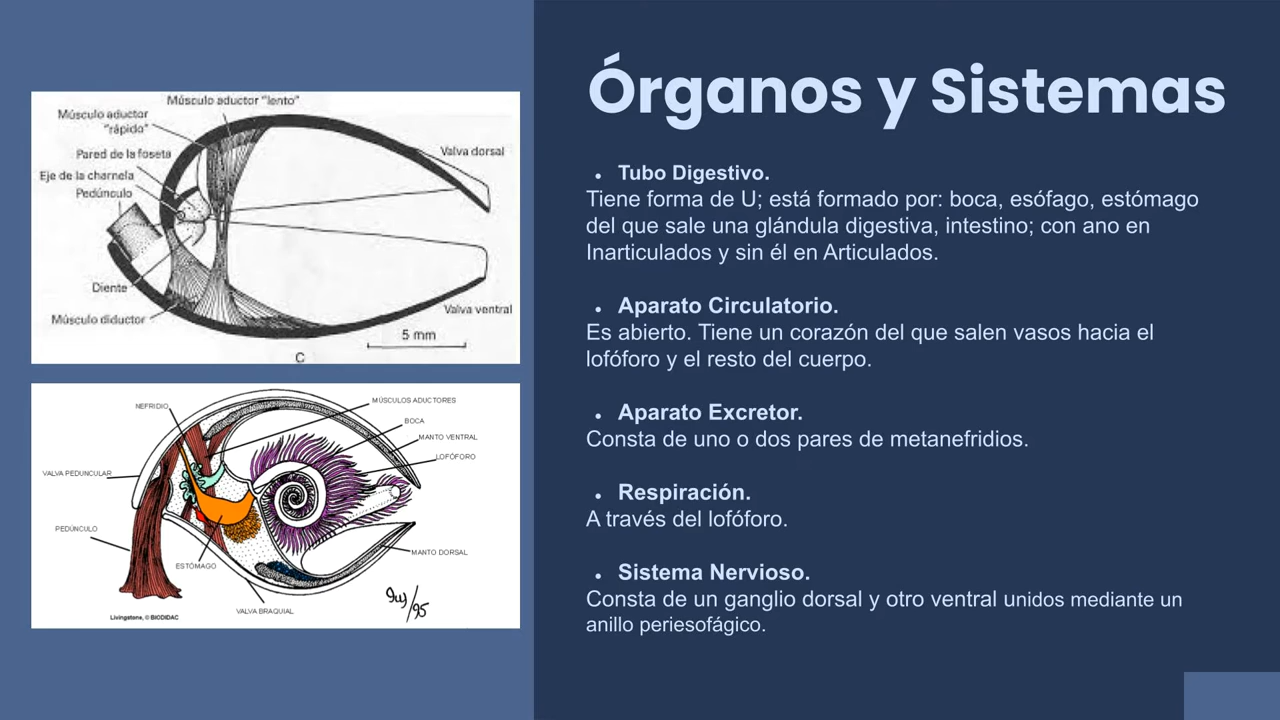 Órganos y Sistemas
Músculo aductor "lento"
Músculo aductor
"rápido"
Pared de la foseta
Eje de la charnela
Pedúnculo
Valva dorsal
Diente
Músculo diductor
Valva ventral
5 mm
C
NEFRIDIO
MÚSCULOS ADUCTORES
BOCA
MANTO VENTRAL
LOFÓFORO
VALVA PEDUNCULAR
PEDÚNCULO
ESTÓMAGO
MANTO DORSAL
VALVA BRAQUIAL
Livingstone, © BIODIDAC
• Tubo Digestivo.
Tiene forma de U; está formado por: boca, esófago, estómago
del que sale una glándula digestiva, intestino; con ano en
Inarticulados y sin él en Articulados.
• Aparato Circulatorio.
Es abierto. Tiene un corazón del que salen vasos hacia el
lofóforo y el resto del cuerpo.
• Aparato Excretor.
Consta de uno o dos pares de metanefridios.
• Respiración.
A través del lofóforo.
• Sistema Nervioso.
Consta de un ganglio dorsal y otro ventral unidos mediante un
anillo periesofágico.